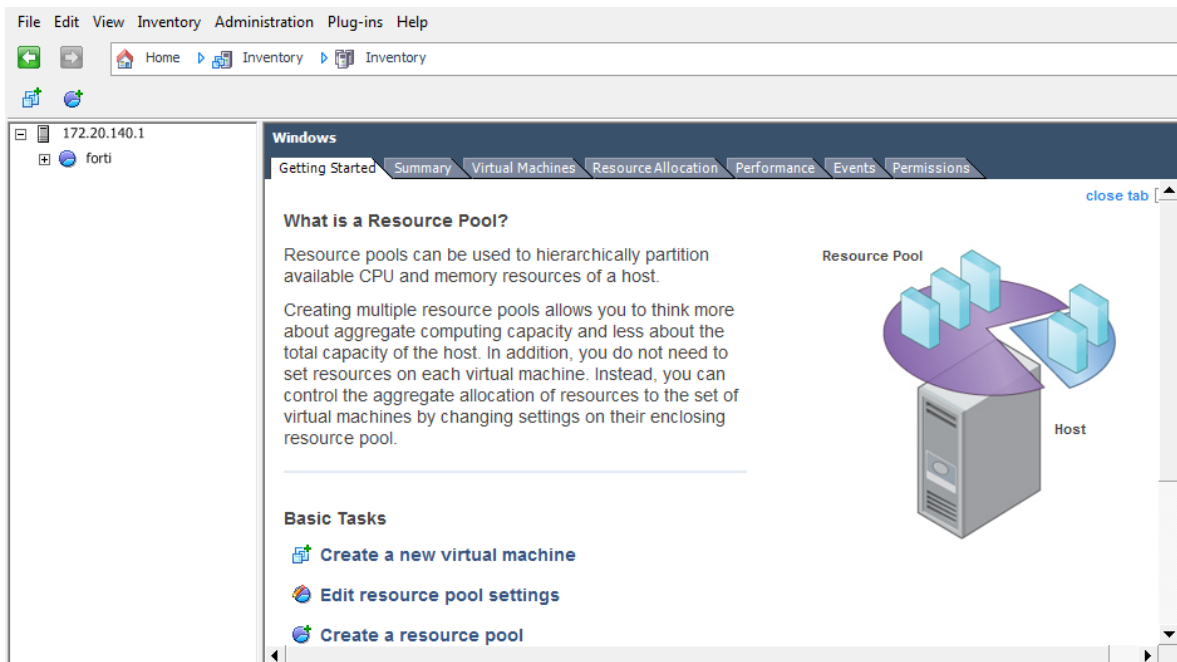 File Edit View Inventory Administration Plug-ins Help
Home Inventory Inventory
172.20.140.1
forti
Windows
Getting Started Summary Virtual Machines Resource Allocation Performance Events Permissions
close tab [
What is a Resource Pool?
Resource pools can be used to hierarchically partition
available CPU and memory resources of a host.
Creating multiple resource pools allows you to think more
about aggregate computing capacity and less about the
total capacity of the host. In addition, you do not need to
set resources on each virtual machine. Instead, you can
control the aggregate allocation of resources to the set of
virtual machines by changing settings on their enclosing
resource pool.
Resource Pool
Host
Basic Tasks
Create a new virtual machine
Edit resource pool settings
Create a resource pool